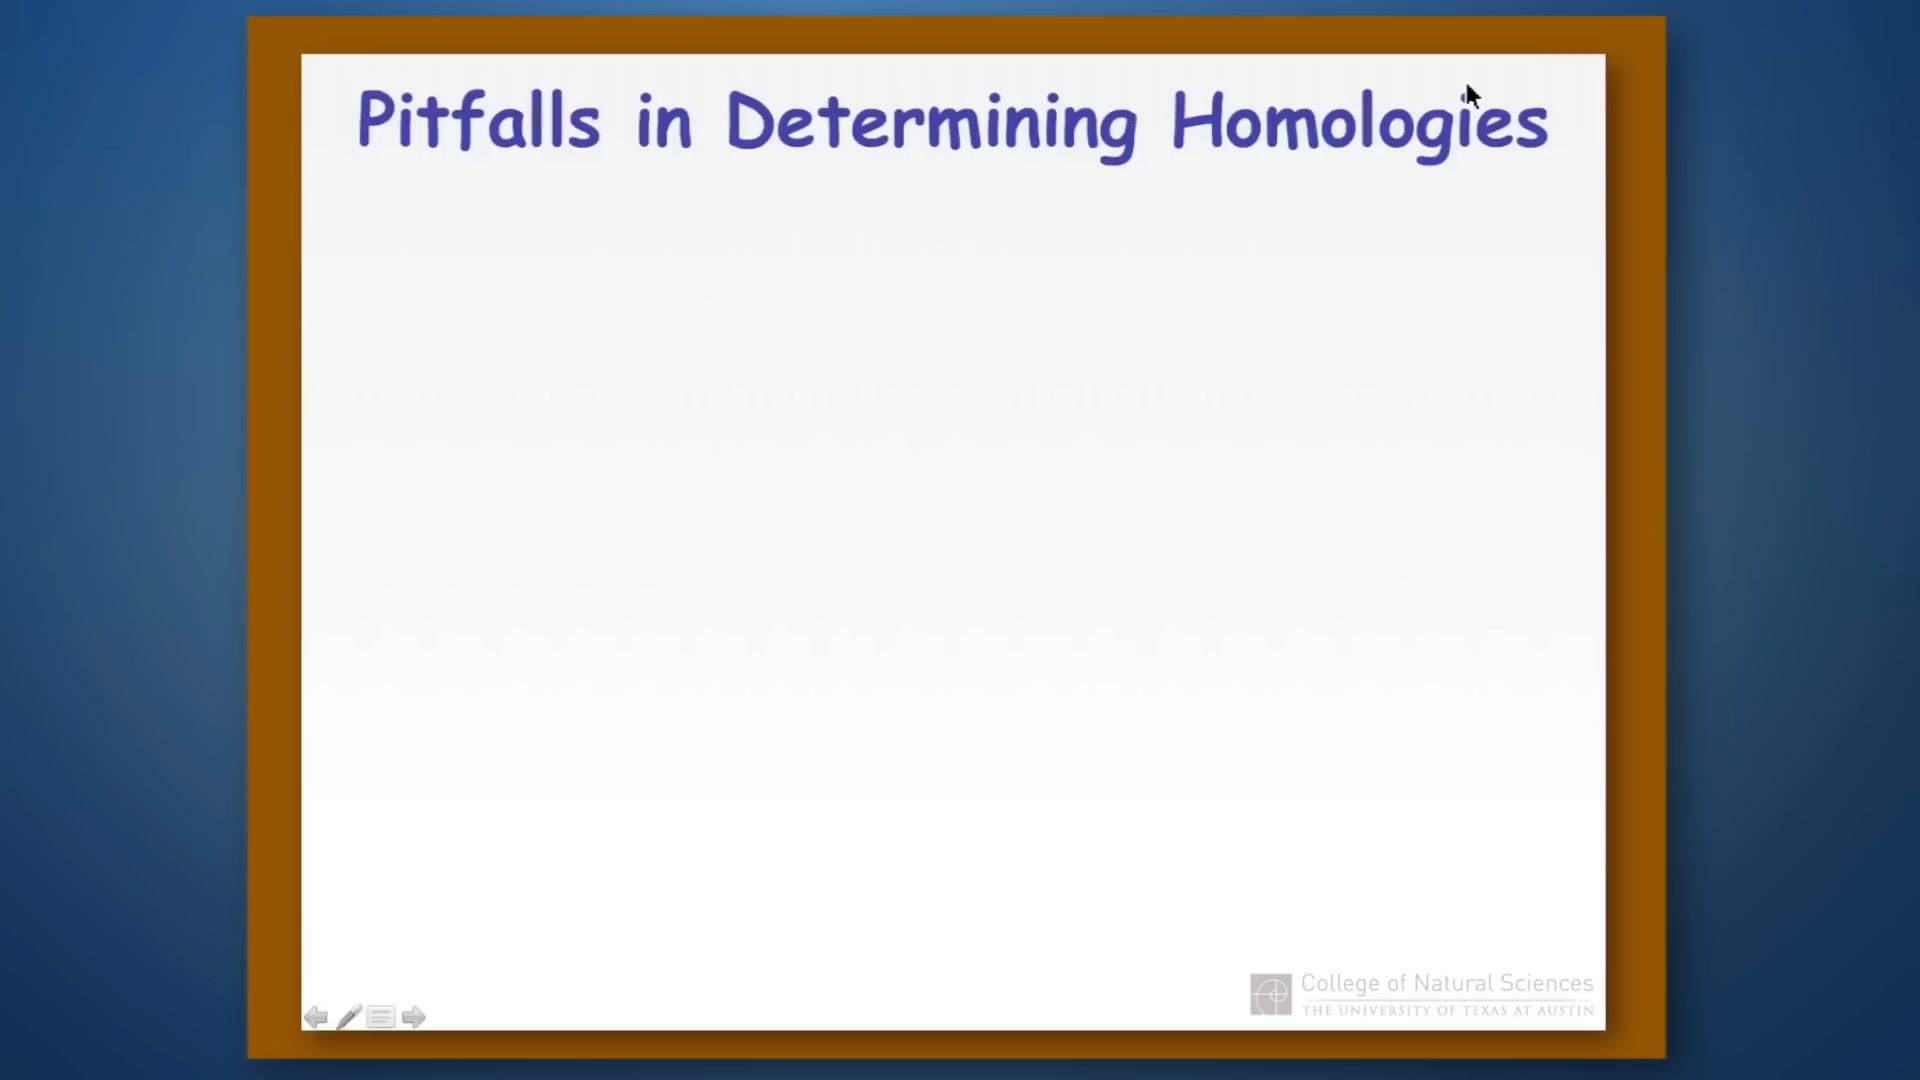 Pitfalls in Determining Homologies
College of Natural Sciences
THE UNIVERSITY OF TEXAS AT AUSTIN